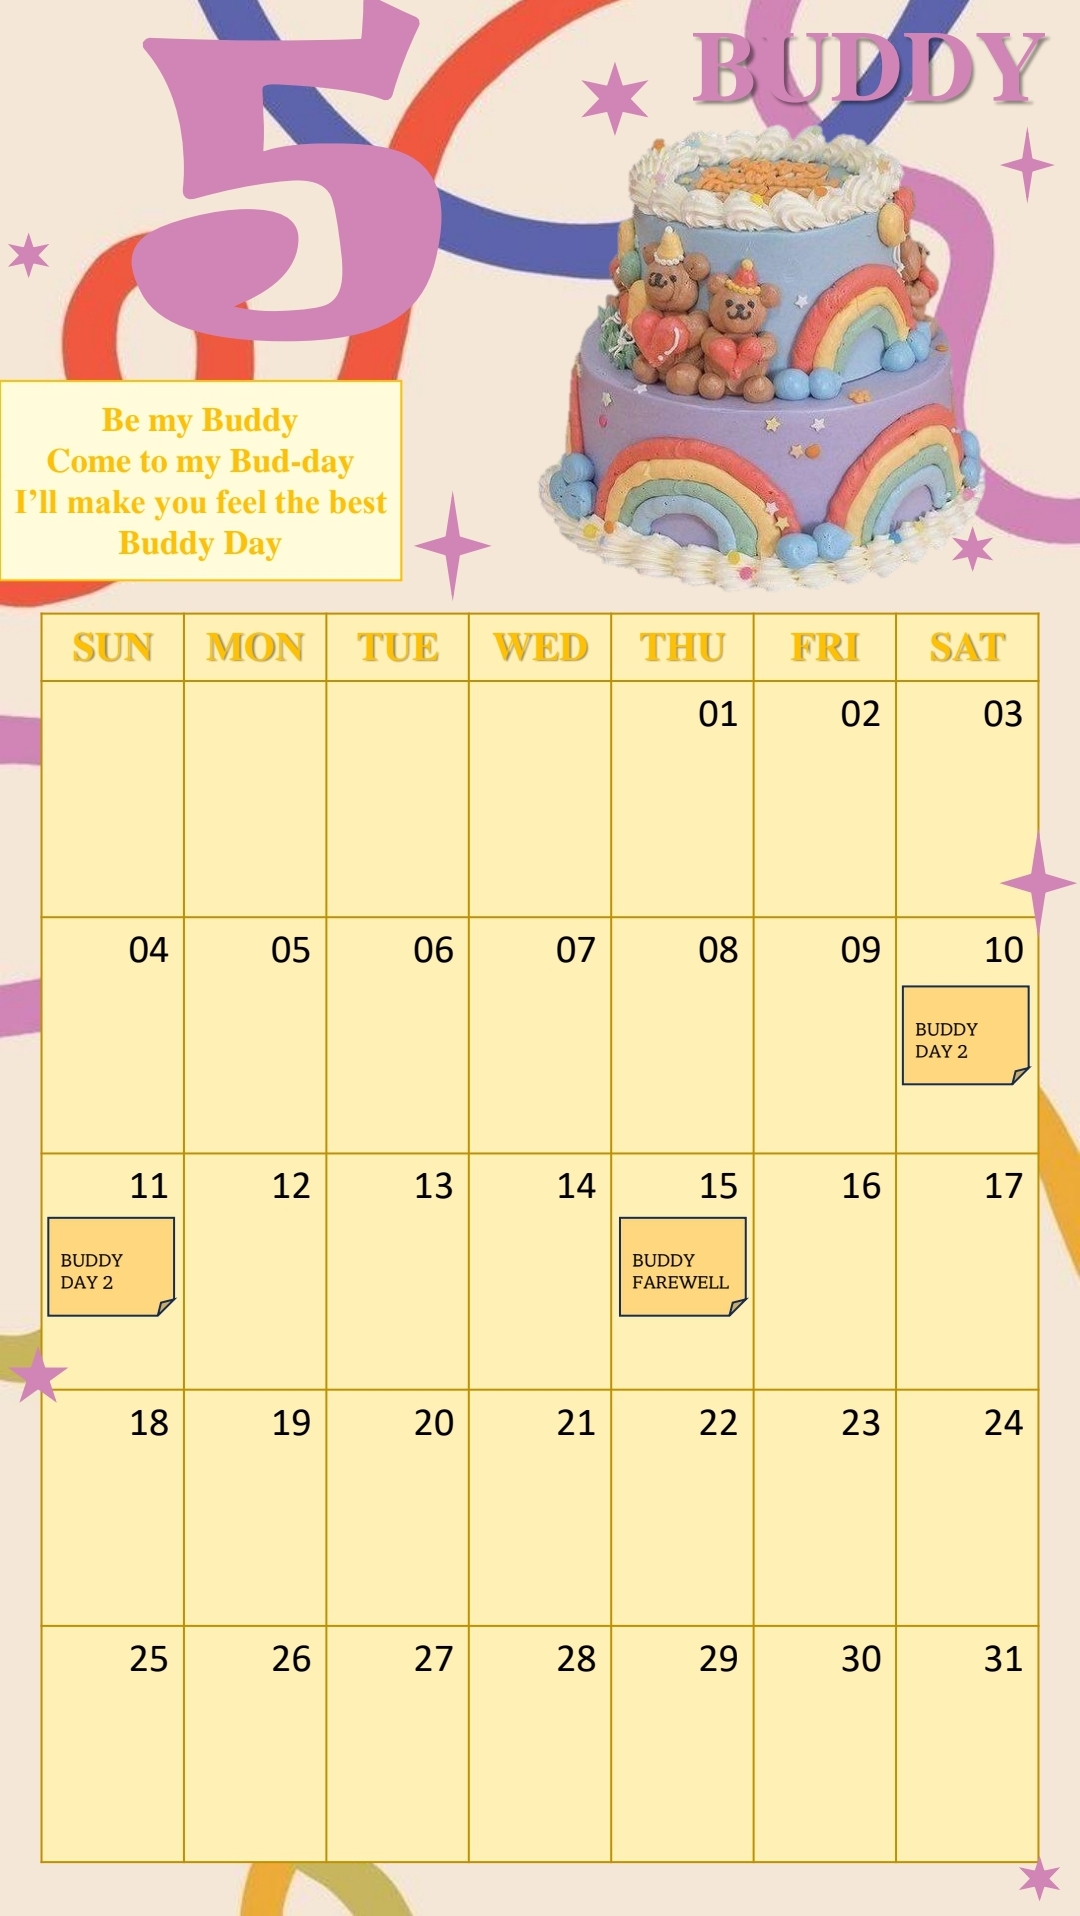 5
BUDDY
Be my Buddy
Come to my Bud-day
I’ll make you feel the best
Buddy Day
SUN MON TUE WED THU FRI SAT
01 02 03
04 05 06 07 08 09 10
BUDDY
DAY 2
11 12 13 14 15 16 17
BUDDY
DAY 2
BUDDY
FAREWELL
18 19 20 21 22 23 24
25 26 27 28 29 30 31